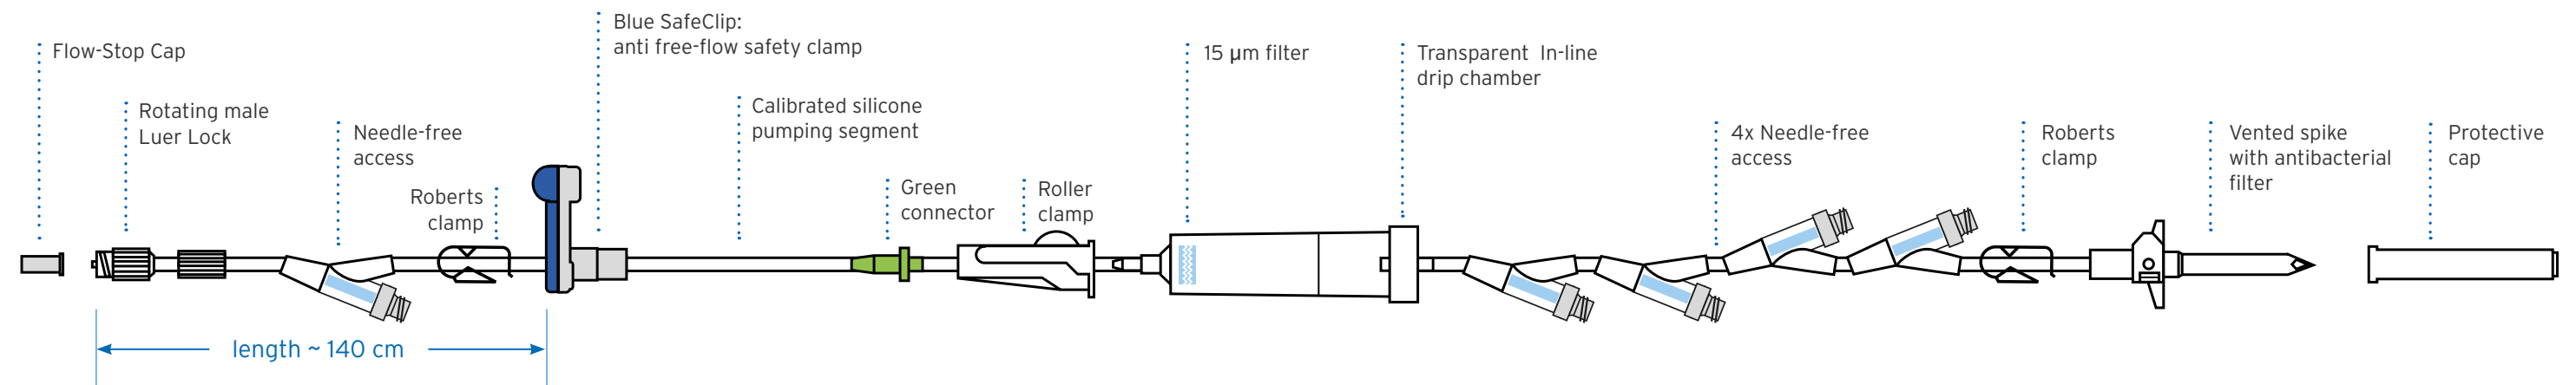 Flow-Stop Cap
Rotating male
Luer Lock
Needle-free
access
Roberts
clamp
Blue SafeClip:
anti free-flow safety clamp
Calibrated silicone
pumping segment
Green
connector
Roller
clamp
15 µm filter
Transparent In-line
drip chamber
4x Needle-free
access
Roberts
clamp
Vented spike
with antibacterial
filter
Protective
cap
length ~ 140 cm